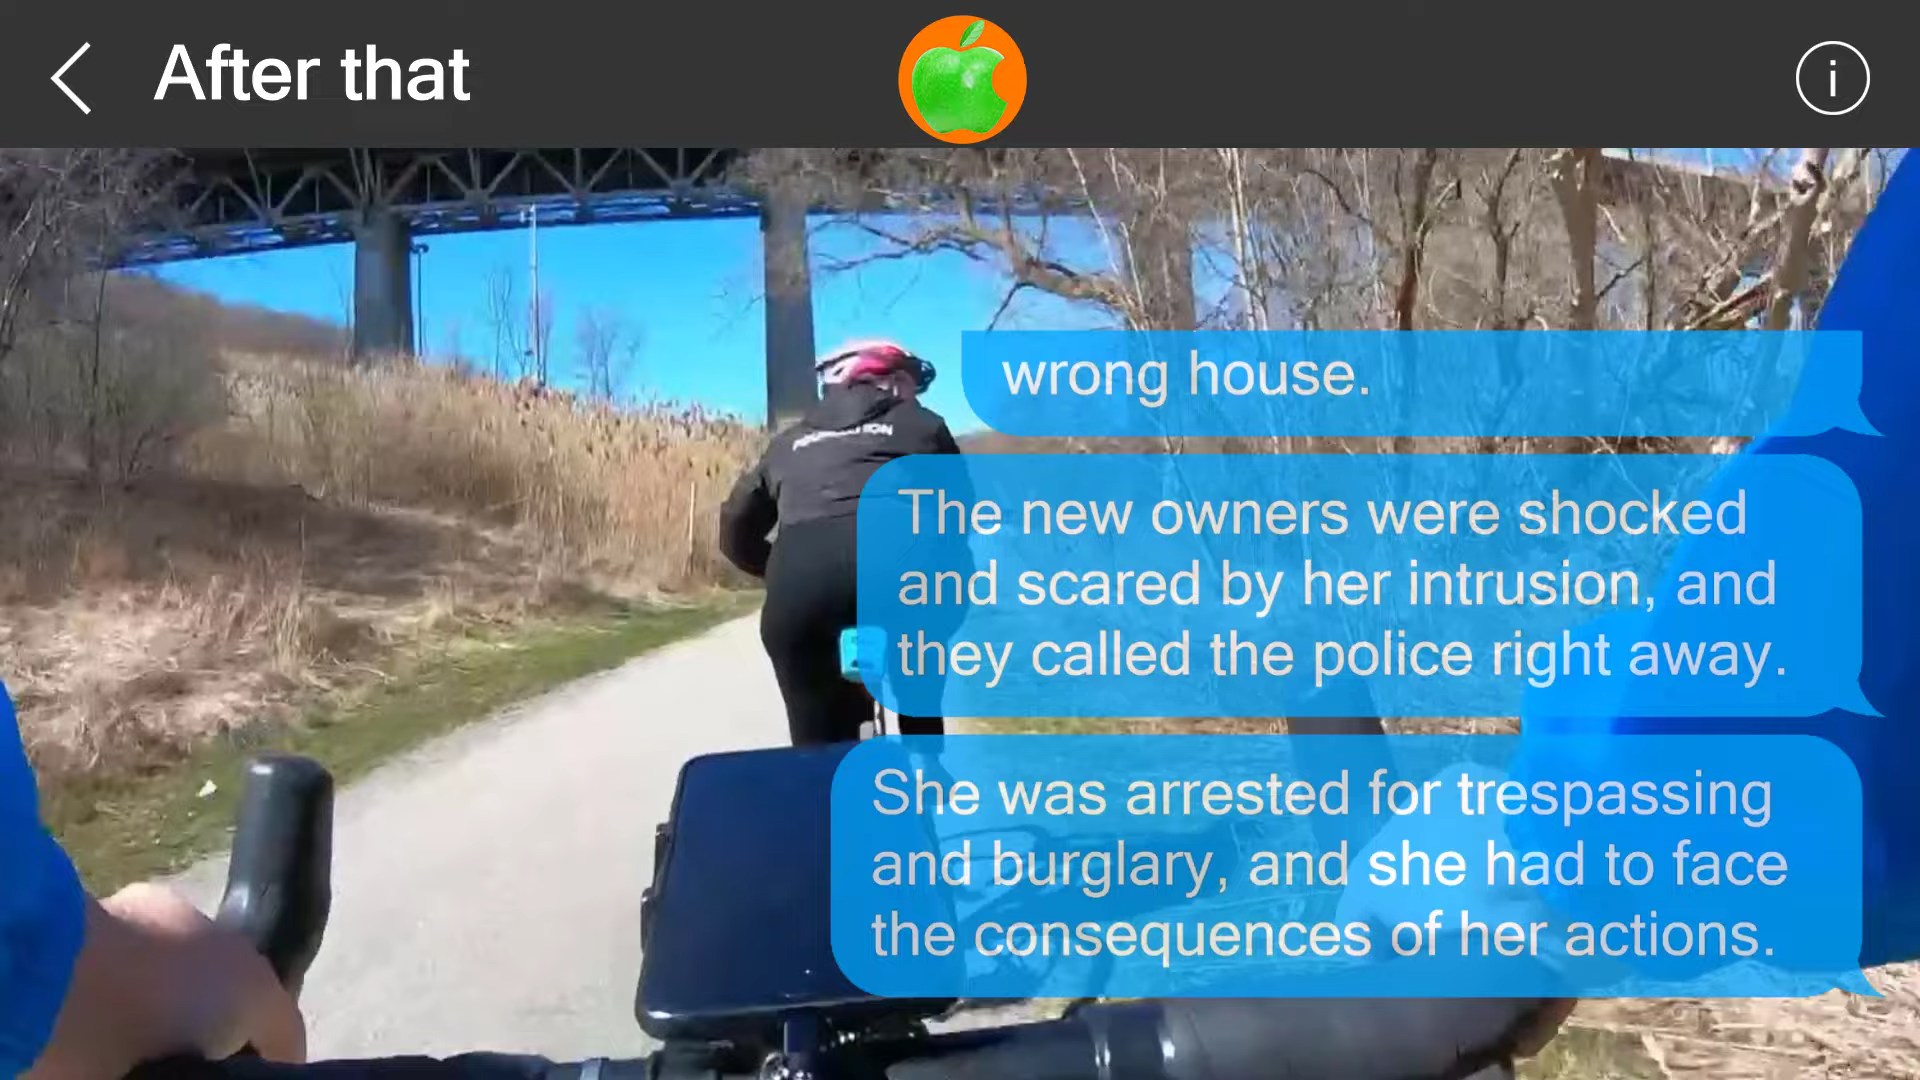 After that
wrong house.
The new owners were shocked
and scared by her intrusion, and
they called the police right away.
She was arrested for trespassing
and burglary, and she had to face
the consequences of her actions.